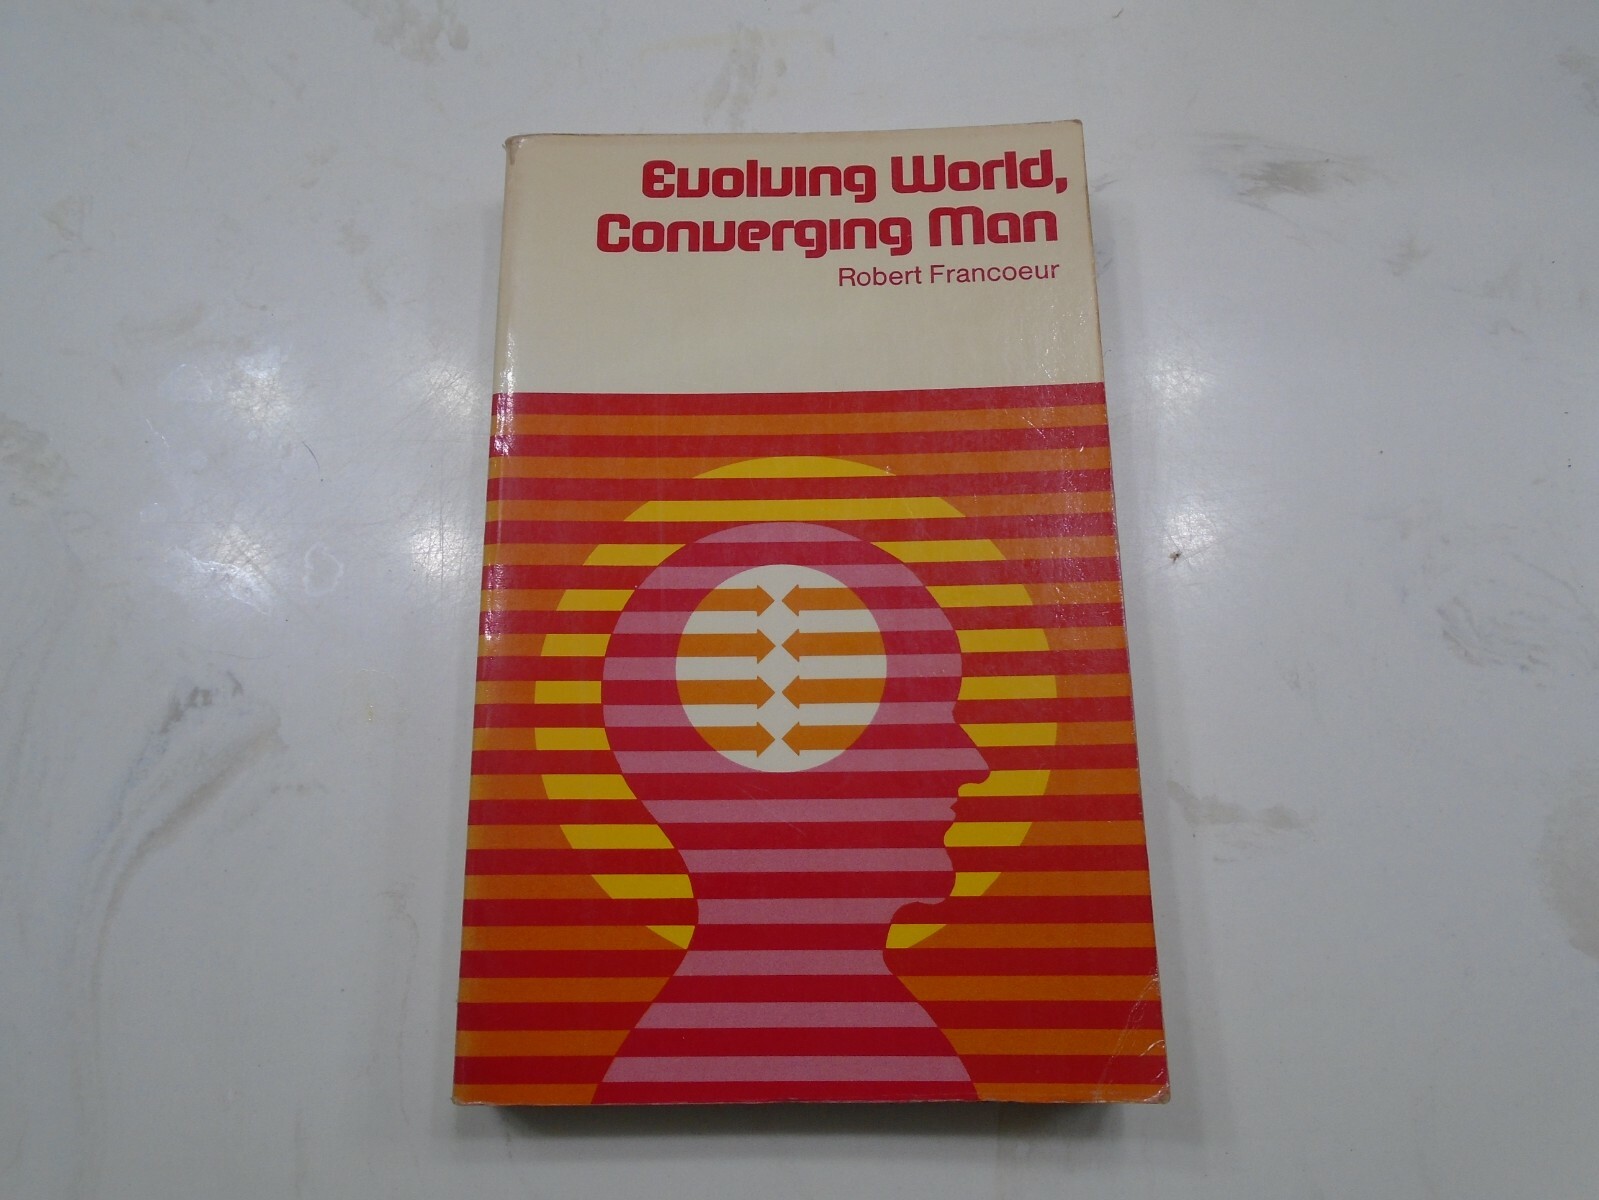 Evolving World,
Converging Man
Robert Francoeur